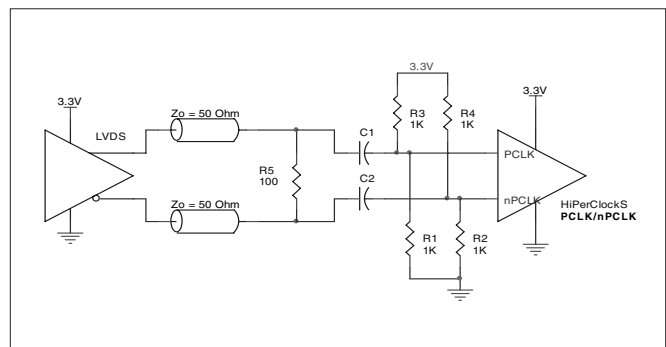 3.3V
3.3V
3.3V
LVDS
Zo = 50 Ohm
C1
R3
1K
R4
1K
PCLK
R5
100
Zo = 50 Ohm
C2
nPCLK
HiPerClockS
PCLK/nPCLK
R1
1K
R2
1K